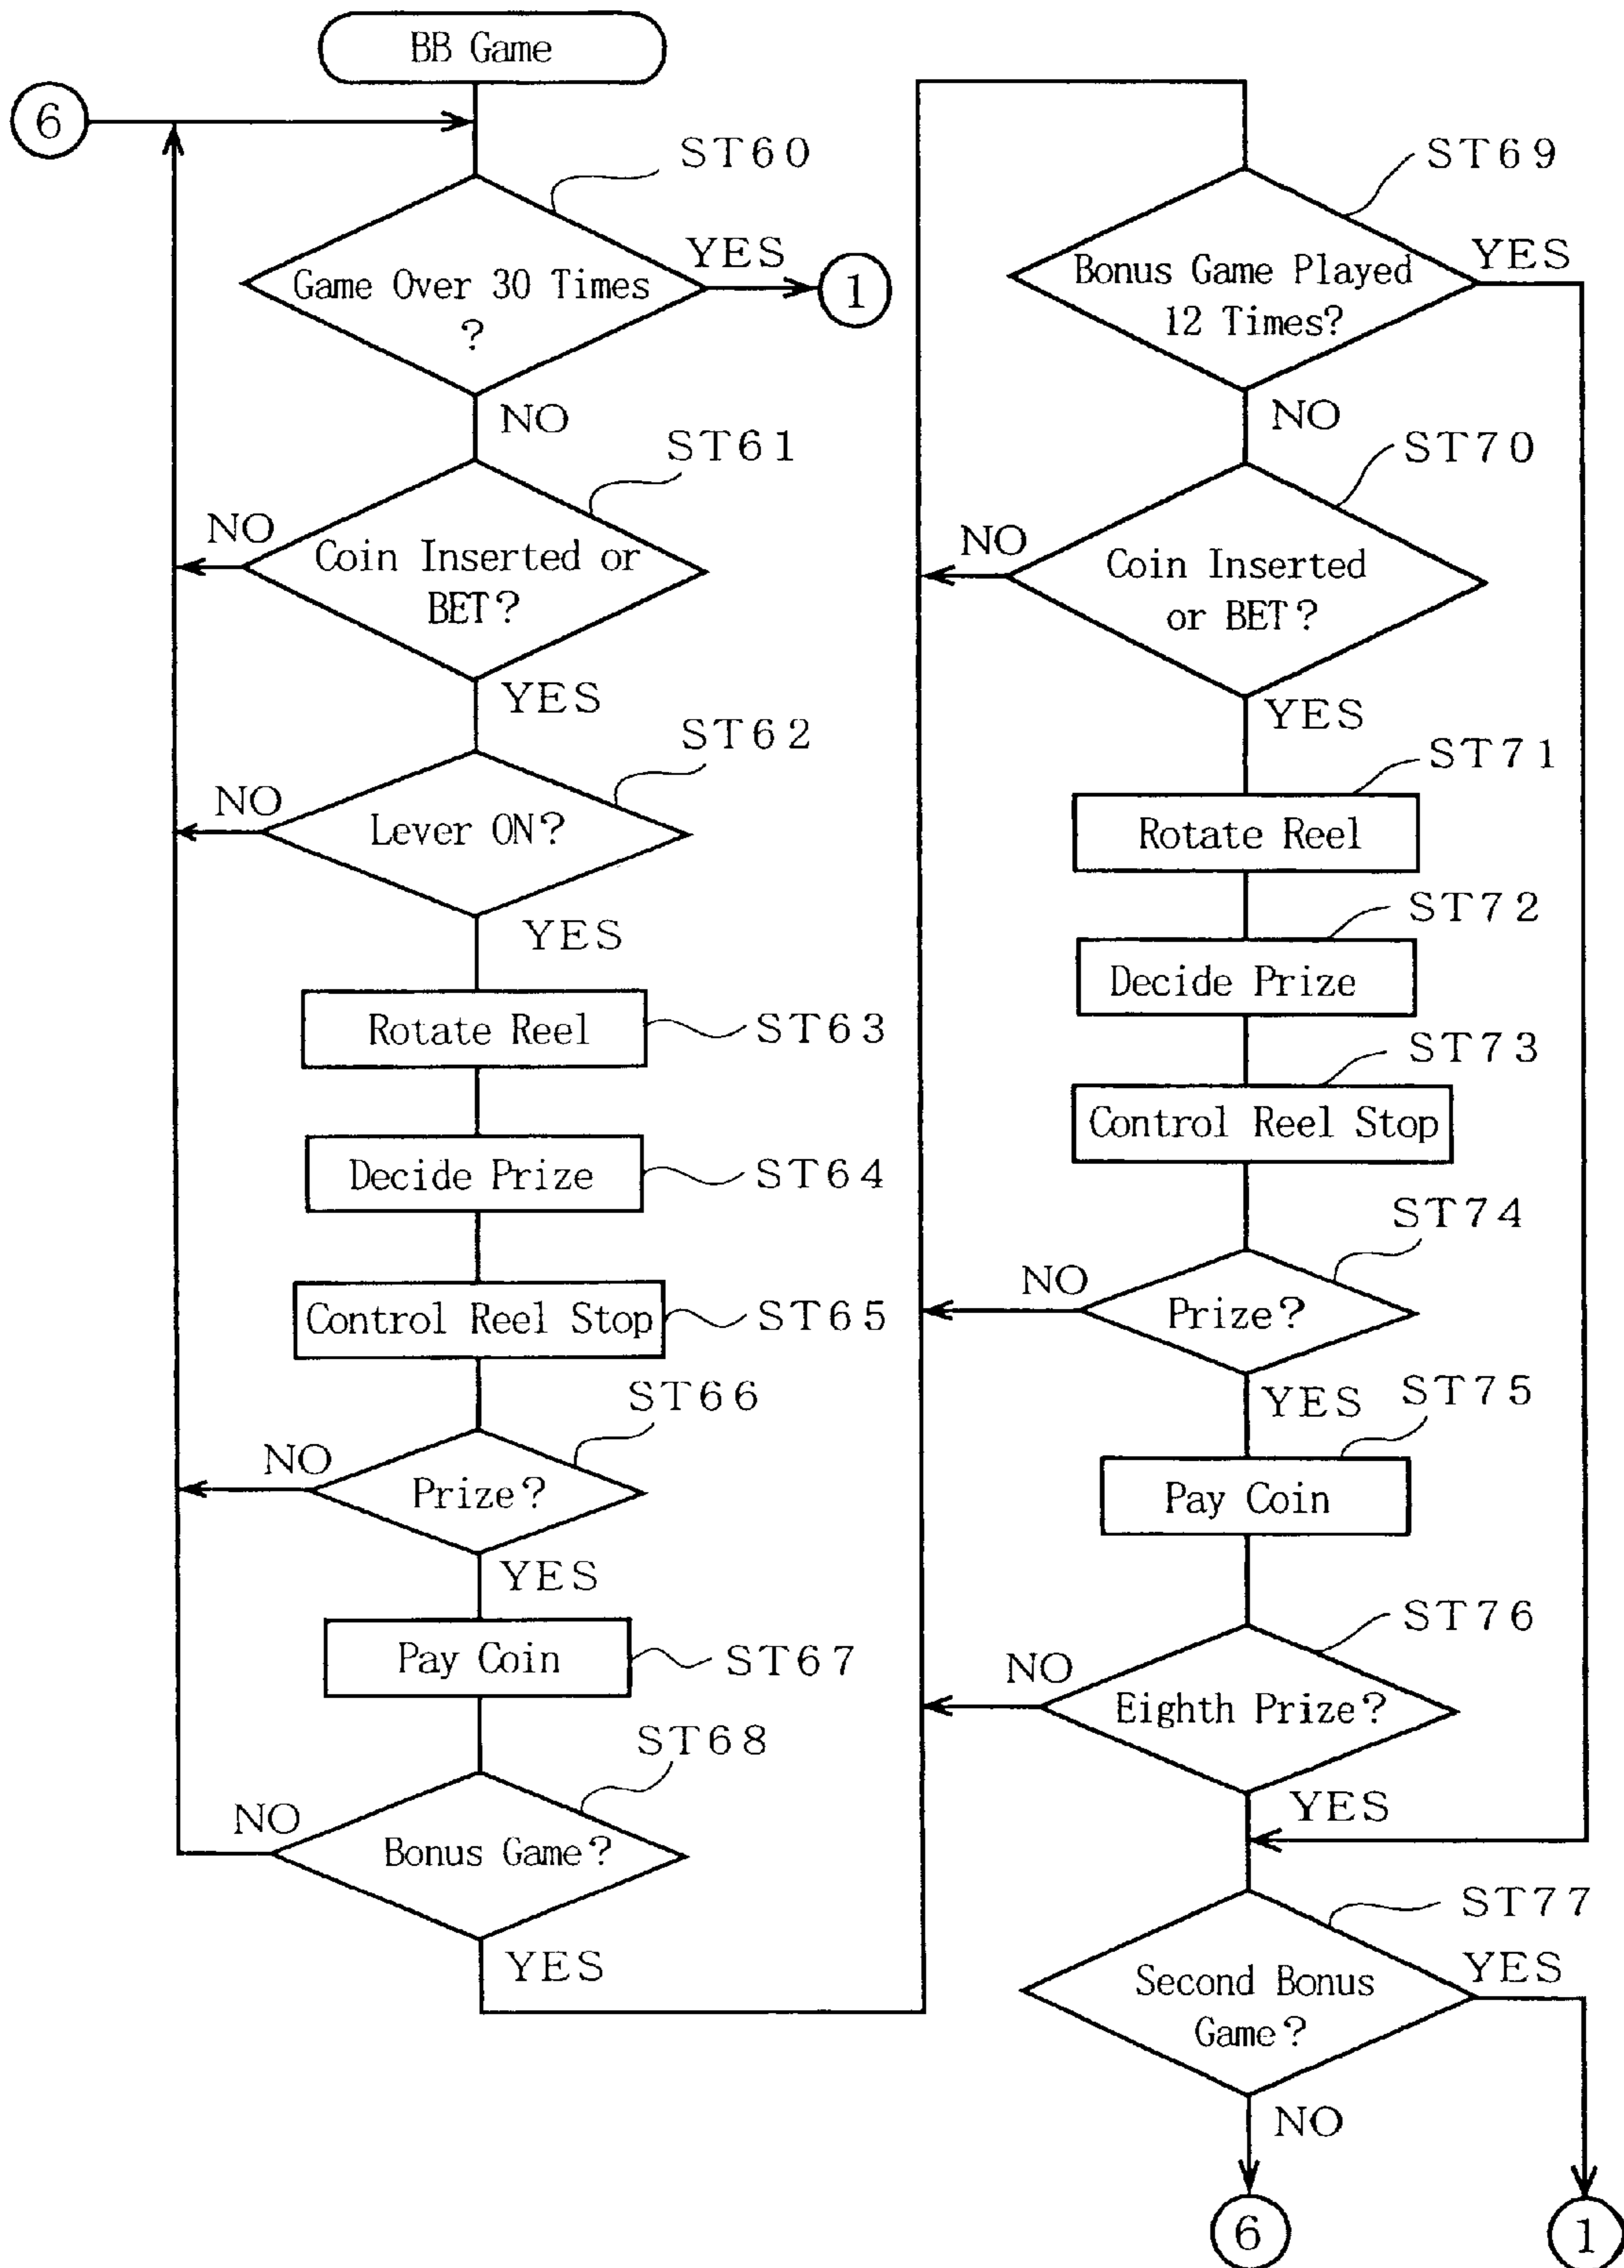 BB Game
6
ST60
Game Over 30 Times
?
YES
1
NO
ST61
Coin Inserted or
BET?
NO
YES
ST62
Lever ON?
NO
YES
Rotate Reel
ST63
Decide Prize
ST64
Control Reel Stop
ST65
ST66
Prize?
NO
YES
Pay Coin
ST67
ST68
Bonus Game?
NO
YES
ST69
Bonus Game Played
12 Times?
YES
NO
ST70
Coin Inserted
or BET?
NO
YES
ST71
Rotate Reel
ST72
Decide Prize
ST73
Control Reel Stop
ST74
Prize?
NO
YES
ST75
Pay Coin
ST76
Eighth Prize?
NO
YES
ST77
Second Bonus
Game?
YES
NO
6
1